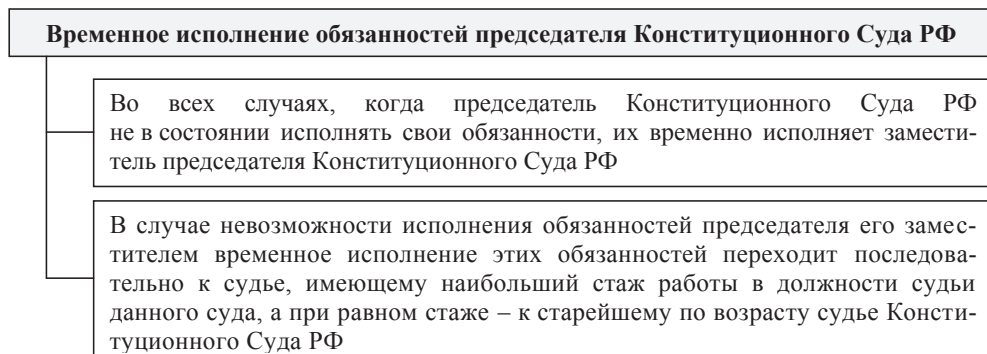 Временное исполнение обязанностей председателя Конституционного Суда РФ
Во всех случаях, когда председатель Конституционного Суда РФ
не в состоянии исполнять свои обязанности, их временно исполняет замести-
тель председателя Конституционного Суда РФ
В случае невозможности исполнения обязанностей председателя его замес-
тителем временное исполнение этих обязанностей переходит последова-
тельно к судье, имеющему наибольший стаж работы в должности судьи
данного суда, а при равном стаже – к старейшему по возрасту судье Консти-
туционного Суда РФ